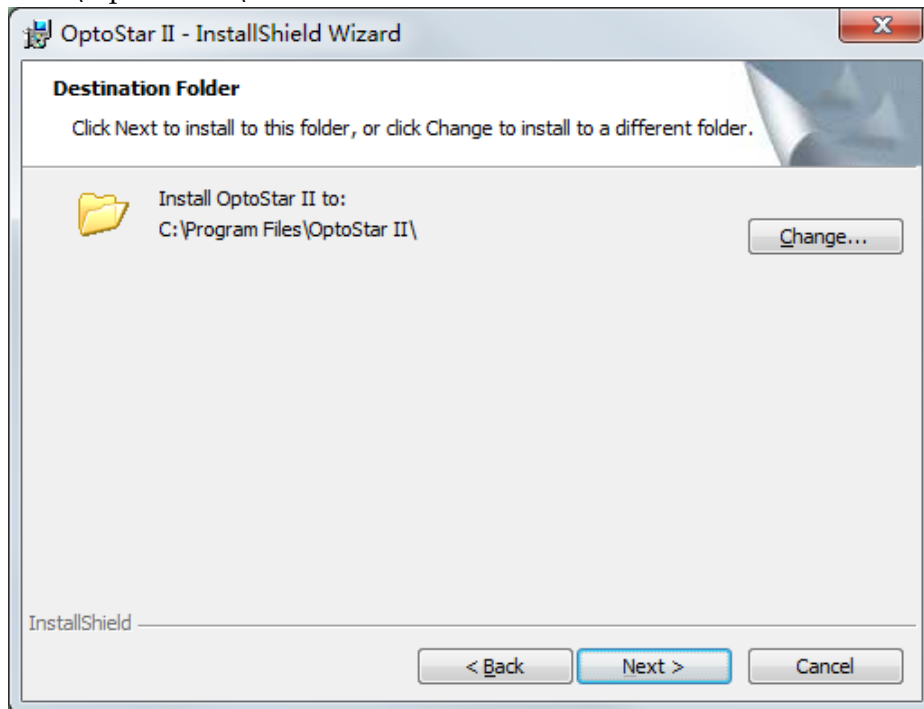 OptoStar II - InstallShield Wizard
Destination Folder
Click Next to install to this folder, or click Change to install to a different folder.
Install OptoStar II to:
C:\Program Files\OptoStar II\
Change...
InstallShield
< Back
Next >
Cancel